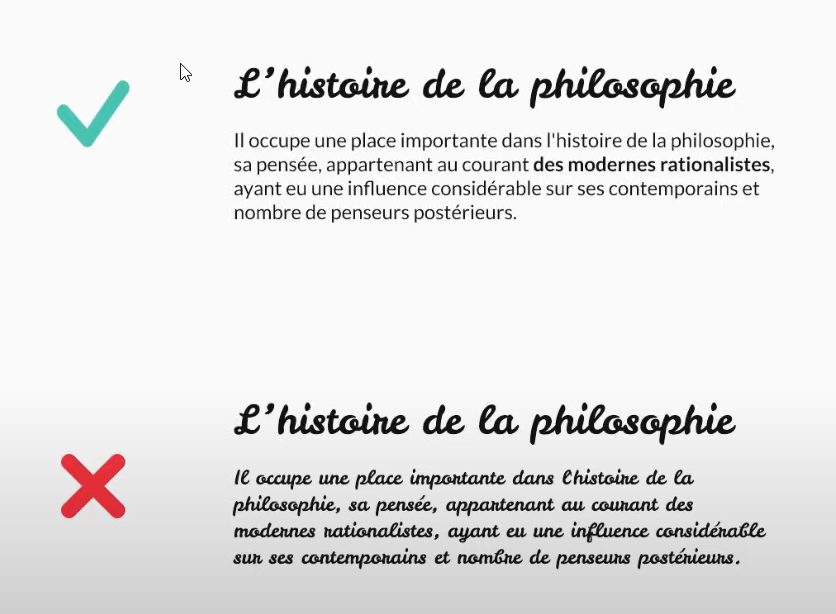 L'histoire de la philosophie
Il occupe une place importante dans l'histoire de la philosophie,
sa pensée, appartenant au courant des modernes rationalistes,
ayant eu une influence considérable sur ses contemporains et
nombre de penseurs postérieurs.
L'histoire de la philosophie
Il occupe une place importante dans l'histoire de la
philosophie, sa pensée, appartenant au courant des
modernes rationalistes, ayant eu une influence considérable
sur ses contemporains et nombre de penseurs postérieurs.